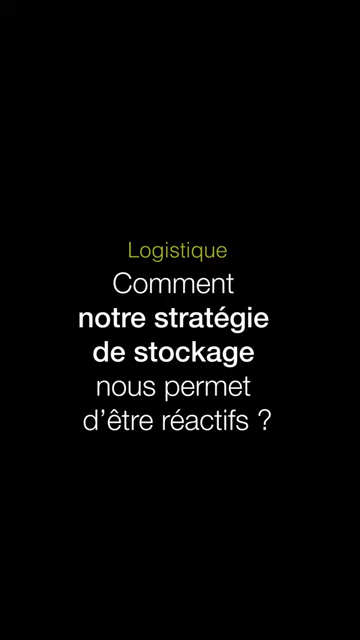 Logistique
Comment
notre stratégie
de stockage
nous permet
d’être réactifs ?